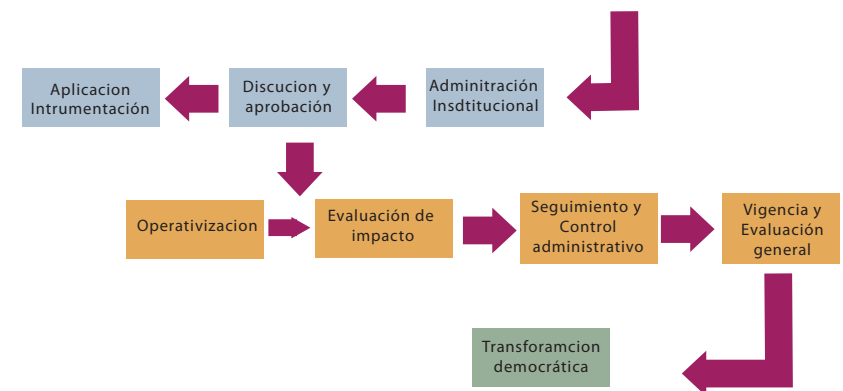 Aplicacion
Intrumentación
Discucion y
aprobación
Adminitración
Insdtitucional
Operativizacion
Evaluación de
impacto
Seguimiento y
Control
administrativo
Vigencia y
Evaluación
general
Transforamcion
democrática